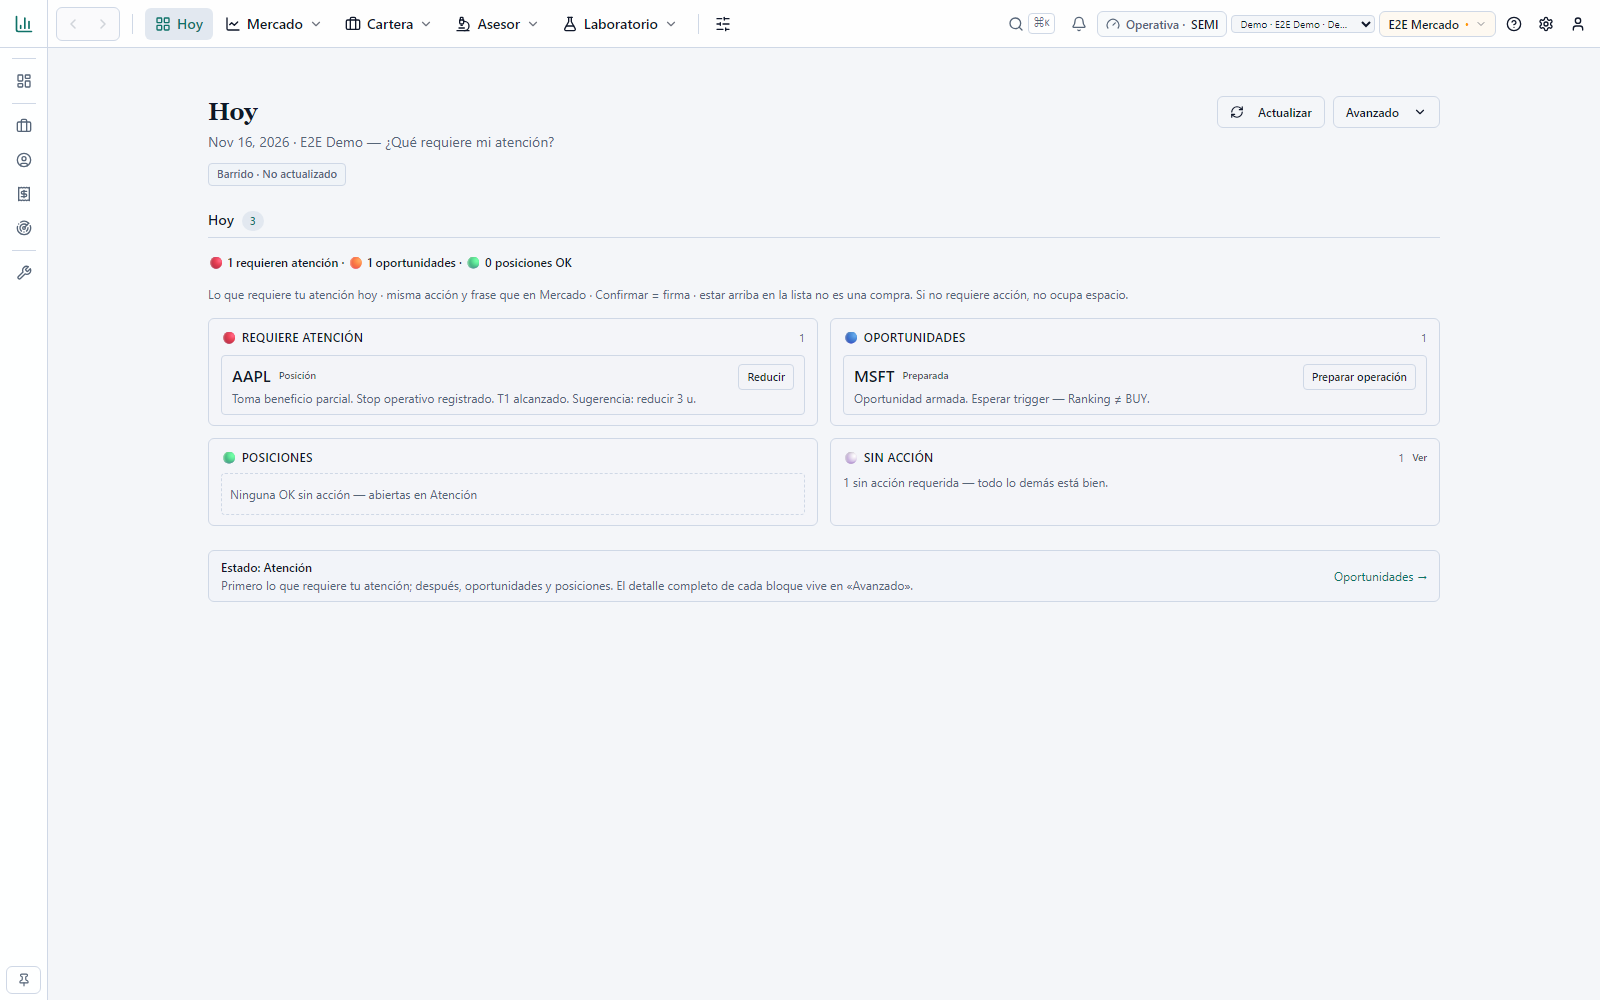 Hoy
Mercado
Cartera
Asesor
Laboratorio
⌘K
Operativa · SEMI
Demo · E2E Demo · De...
E2E Mercado
Hoy
Nov 16, 2026 · E2E Demo — ¿Qué requiere mi atención?
Actualizar
Avanzado
Barrido · No actualizado
Hoy 3
1 requieren atención · 1 oportunidades · 0 posiciones OK
Lo que requiere tu atención hoy · misma acción y frase que en Mercado · Confirmar = firma · estar arriba en la lista no es una compra. Si no requiere acción, no ocupa espacio.
REQUIERE ATENCIÓN 1
AAPL Posición
Reducir
Toma beneficio parcial. Stop operativo registrado. T1 alcanzado. Sugerencia: reducir 3 u.
OPORTUNIDADES 1
MSFT Preparada
Preparar operación
Oportunidad armada. Esperar trigger — Ranking ≠ BUY.
POSICIONES
Ninguna OK sin acción — abiertas en Atención
SIN ACCIÓN 1 Ver
1 sin acción requerida — todo lo demás está bien.
Estado: Atención
Primero lo que requiere tu atención; después, oportunidades y posiciones. El detalle completo de cada bloque vive en «Avanzado».
Oportunidades →